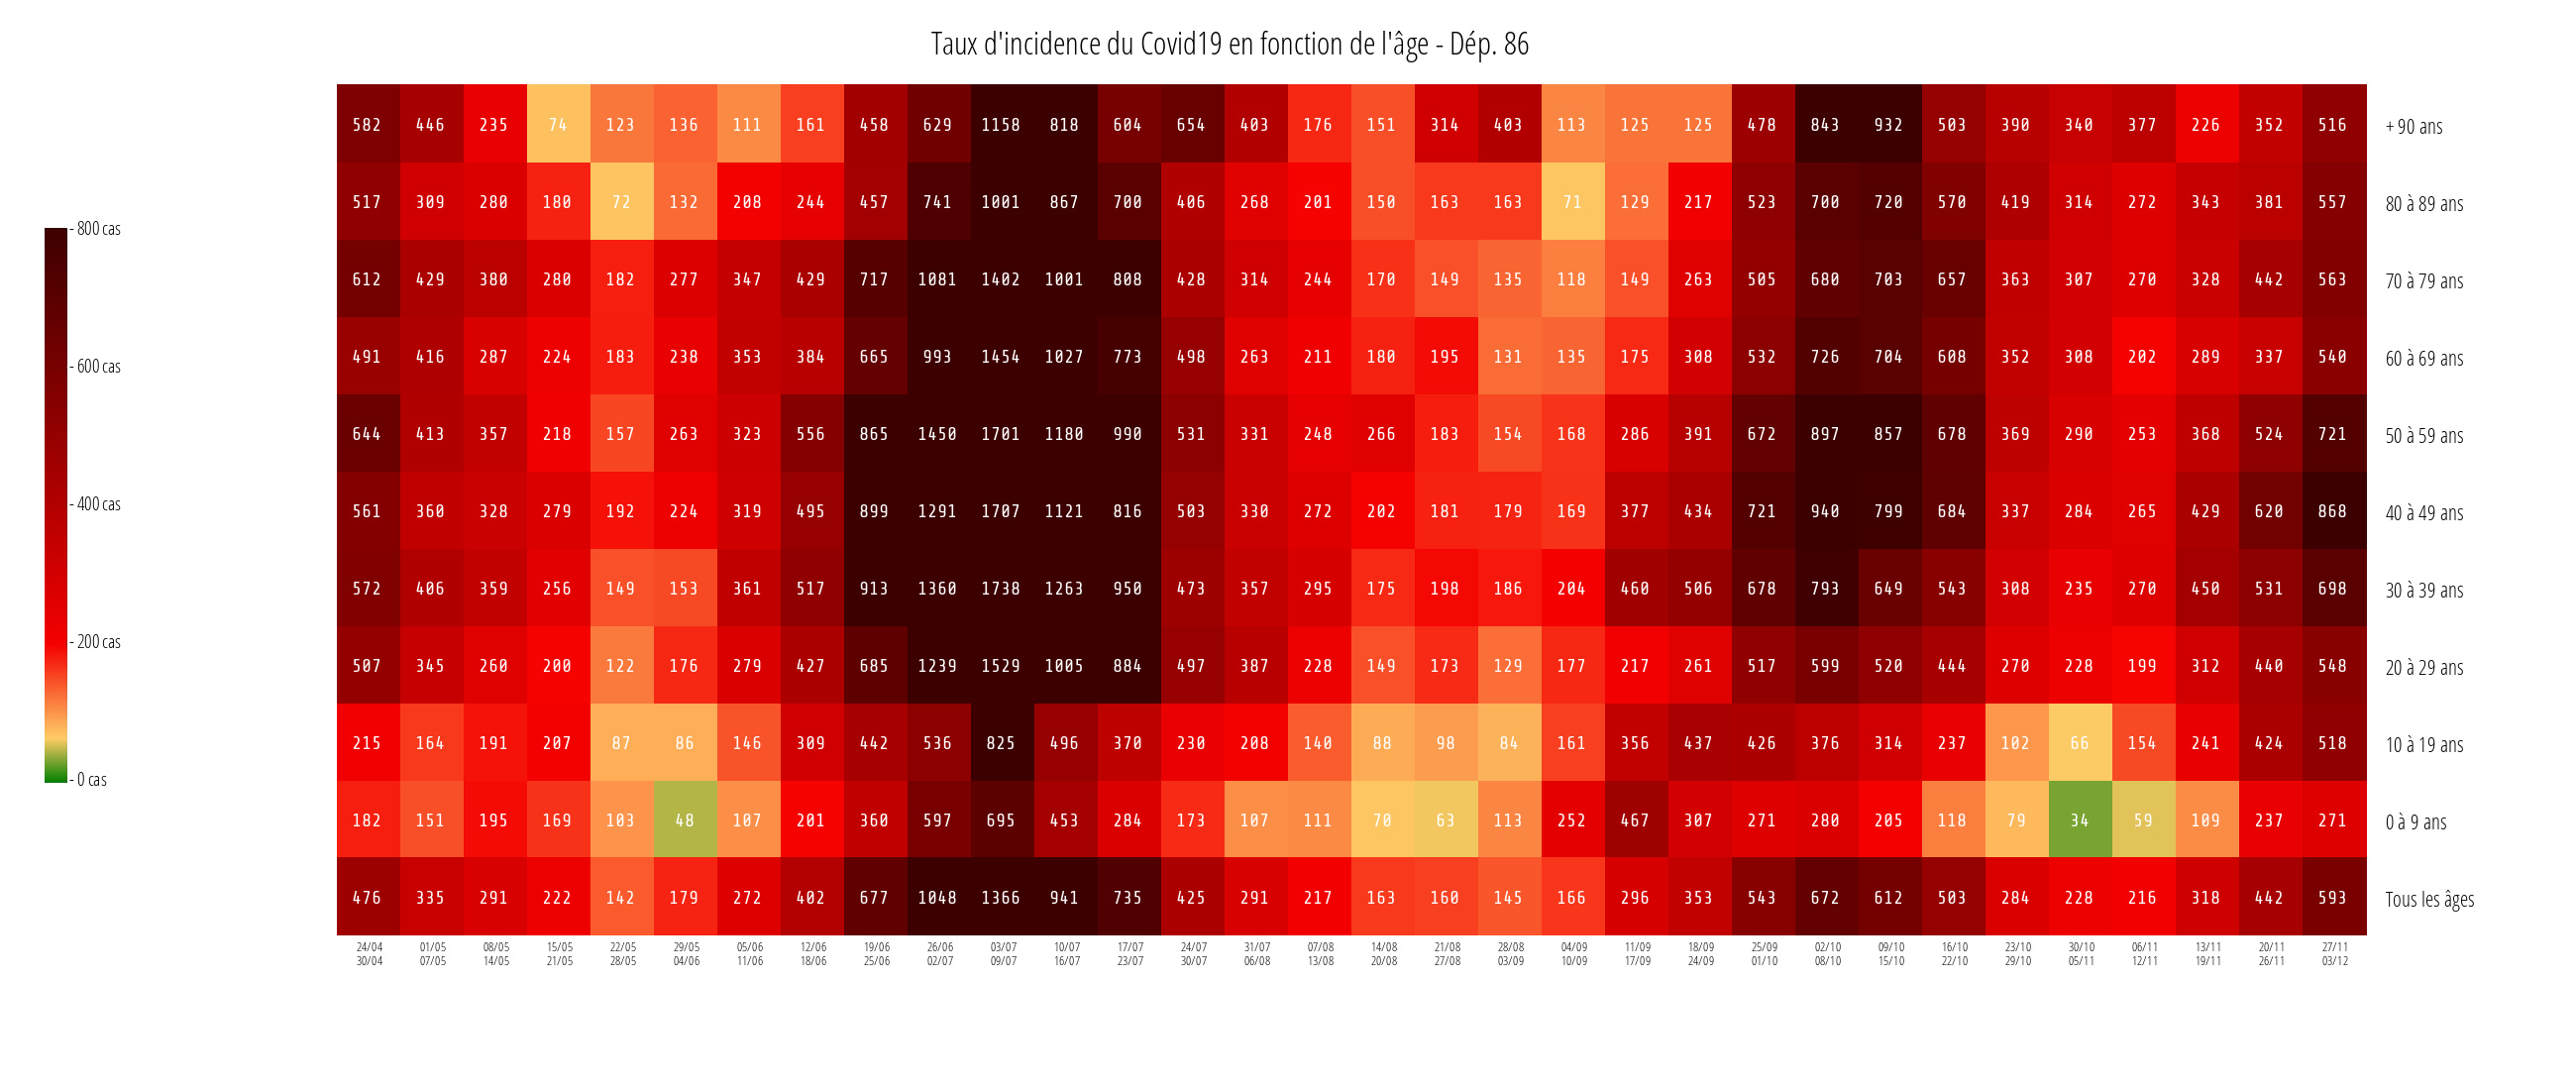 Taux d'incidence du Covid19 en fonction de l'âge - Dép. 86
- 800 cas
- 600 cas
- 400 cas
- 200 cas
- 0 cas
582 446 235 74 123 136 111 161 458 629 1158 818 604 654 403 176 151 314 403 113 125 125 478 843 932 503 390 340 377 226 352 516 + 90 ans
517 309 280 180 72 132 208 244 457 741 1001 867 700 406 268 201 150 163 163 71 129 217 523 700 720 570 419 314 272 343 381 557 80 à 89 ans
612 429 380 280 182 277 347 429 717 1081 1402 1001 808 428 314 244 170 149 135 118 149 263 505 680 703 657 363 307 270 328 442 563 70 à 79 ans
491 416 287 224 183 238 353 384 665 993 1454 1027 773 498 263 211 180 195 131 135 175 308 532 726 704 608 352 308 202 289 337 540 60 à 69 ans
644 413 357 218 157 263 323 556 865 1450 1701 1180 990 531 331 248 266 183 154 168 286 391 672 897 857 678 369 290 253 368 524 721 50 à 59 ans
561 360 328 279 192 224 319 495 899 1291 1707 1121 816 503 330 272 202 181 179 169 377 434 721 940 799 684 337 284 265 429 620 868 40 à 49 ans
572 406 359 256 149 153 361 517 913 1360 1738 1263 950 473 357 295 175 198 186 204 460 506 678 793 649 543 308 235 270 450 531 698 30 à 39 ans
507 345 260 200 122 176 279 427 685 1239 1529 1005 884 497 387 228 149 173 129 177 217 261 517 599 520 444 270 228 199 312 440 548 20 à 29 ans
215 164 191 207 87 86 146 309 442 536 825 496 370 230 208 140 88 98 84 161 356 437 426 376 314 237 102 66 154 241 424 518 10 à 19 ans
182 151 195 169 103 48 107 201 360 597 695 453 284 173 107 111 70 63 113 252 467 307 271 280 205 118 79 34 59 109 237 271 0 à 9 ans
476 335 291 222 142 179 272 402 677 1048 1366 941 735 425 291 217 163 160 145 166 296 353 543 672 612 503 284 228 216 318 442 593 Tous les âges
24/04 01/05 08/05 15/05 22/05 29/05 05/06 12/06 19/06 26/06 03/07 10/07 17/07 24/07 31/07 07/08 14/08 21/08 28/08 04/09 11/09 18/09 25/09 02/10 09/10 16/10 23/10 30/10 06/11 13/11 20/11 27/11
30/04 07/05 14/05 21/05 28/05 04/06 11/06 18/06 25/06 02/07 09/07 16/07 23/07 30/07 06/08 13/08 20/08 27/08 03/09 10/09 17/09 24/09 01/10 08/10 15/10 22/10 29/10 05/11 12/11 19/11 26/11 03/12